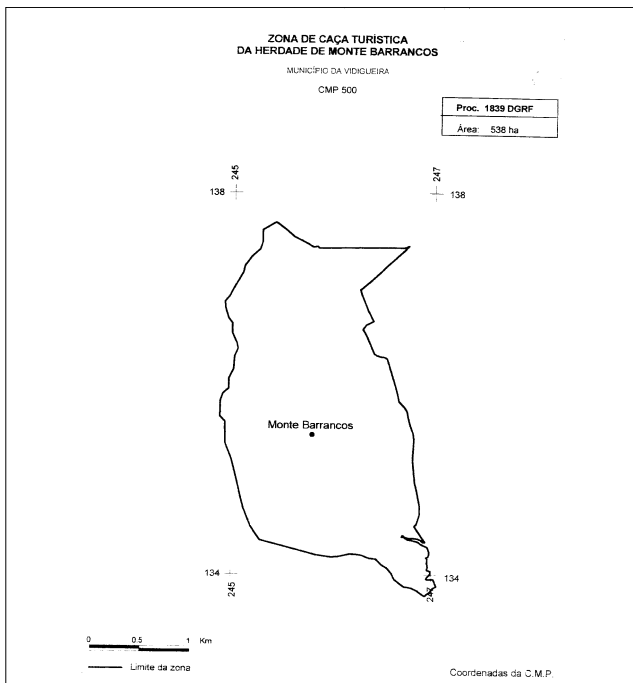 ZONA DE CAÇA TURÍSTICA
DA HERDADE DE MONTE BARRANCOS
MUNICÍPIO DA VIDIGUEIRA
CMP 500
Proc. 1839 DGRF
Área: 538 ha
245
247
138
138
Monte Barrancos
134
134
245
247
0 0.5 1 Km
Limite da zona
Coordenadas da C.M.P.